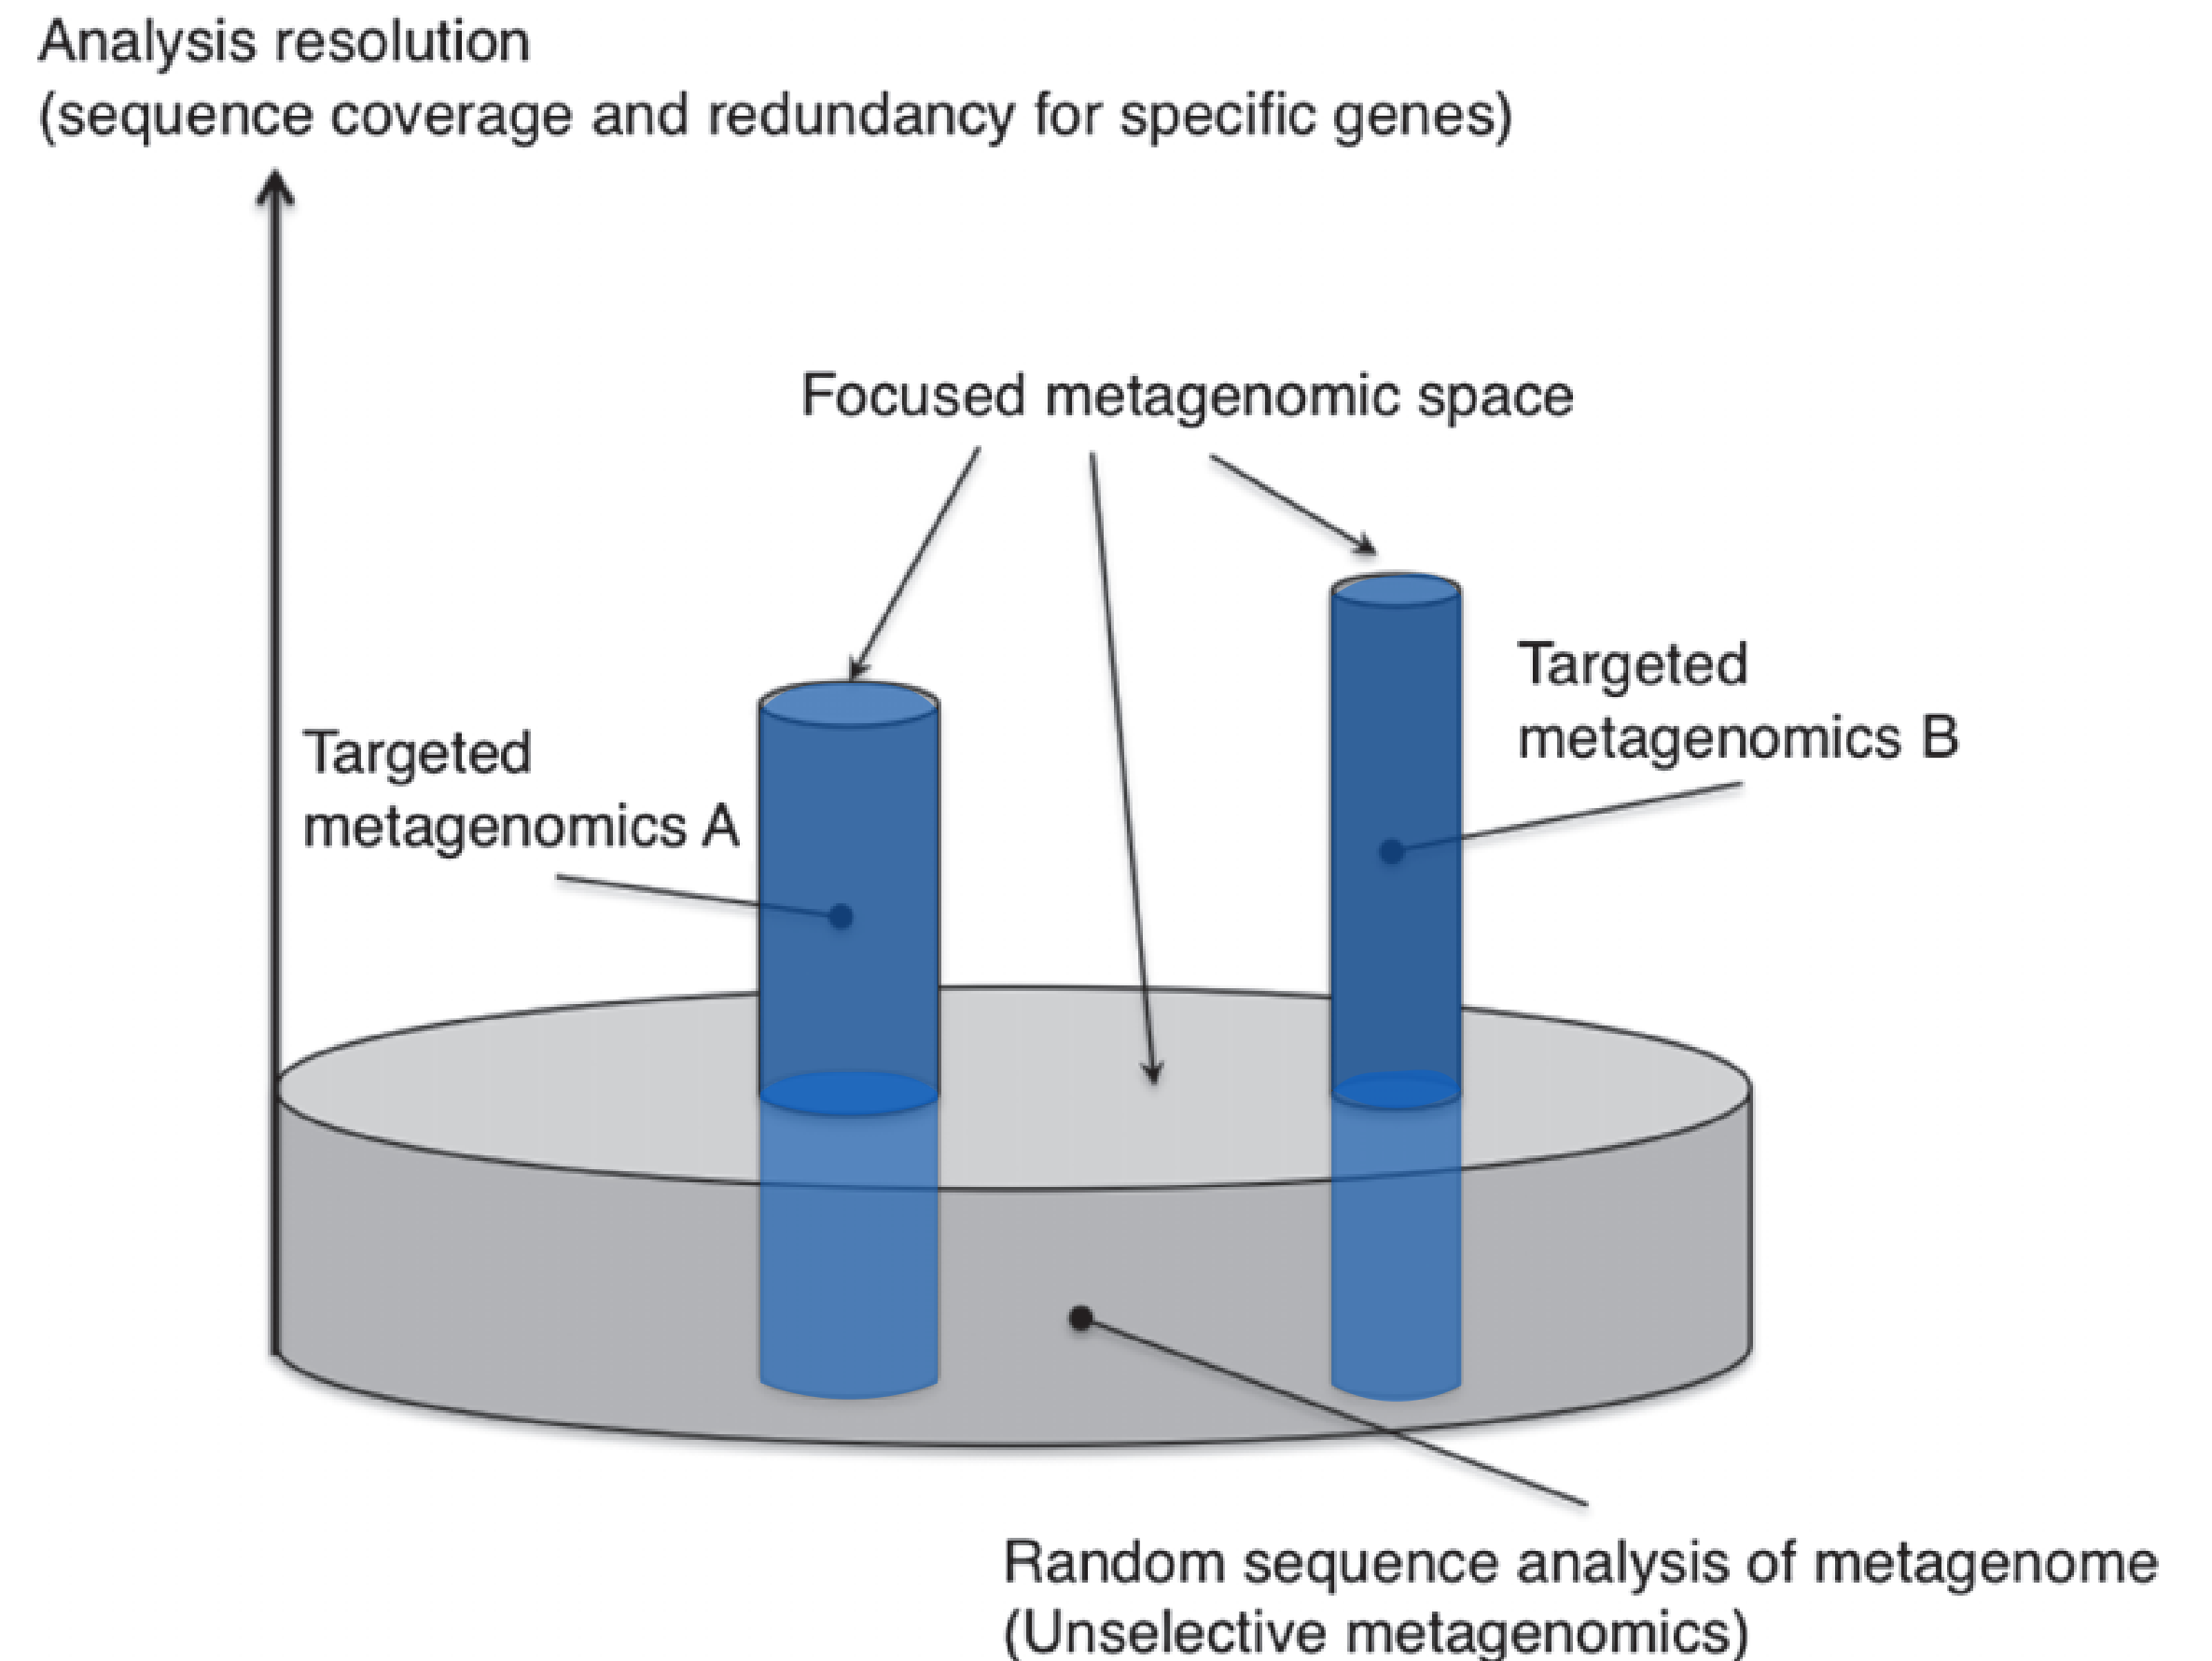 Analysis resolution
(sequence coverage and redundancy for specific genes)
Focused metagenomic space
Targeted
metagenomics B
Targeted
metagenomics A
Random sequence analysis of metagenome
(Unselective metagenomics)